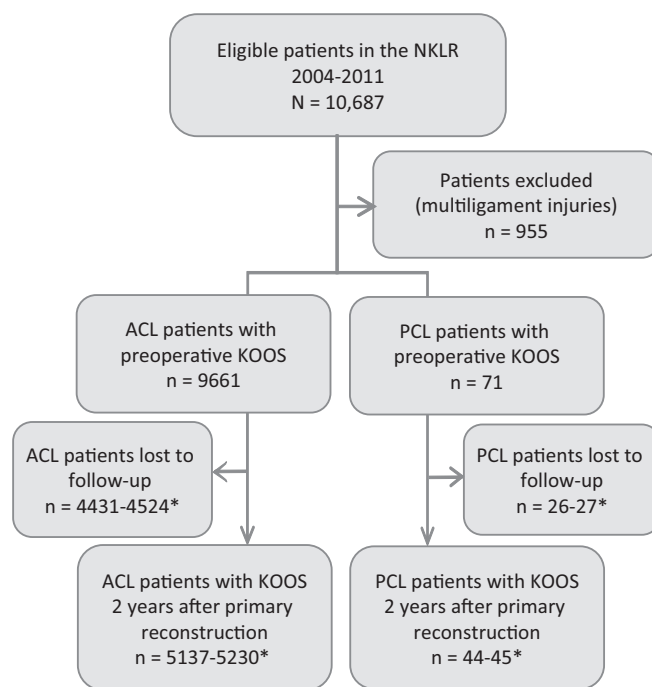 Eligible patients in the NKLR
2004-2011
N = 10,687
Patients excluded
(multiligament injuries)
n = 955
ACL patients with
preoperative KOOS
n = 9661
PCL patients with
preoperative KOOS
n = 71
ACL patients lost to
follow-up
n = 4431-4524*
PCL patients lost to
follow-up
n = 26-27*
ACL patients with KOOS
2 years after primary
reconstruction
n = 5137-5230*
PCL patients with KOOS
2 years after primary
reconstruction
n = 44-45*